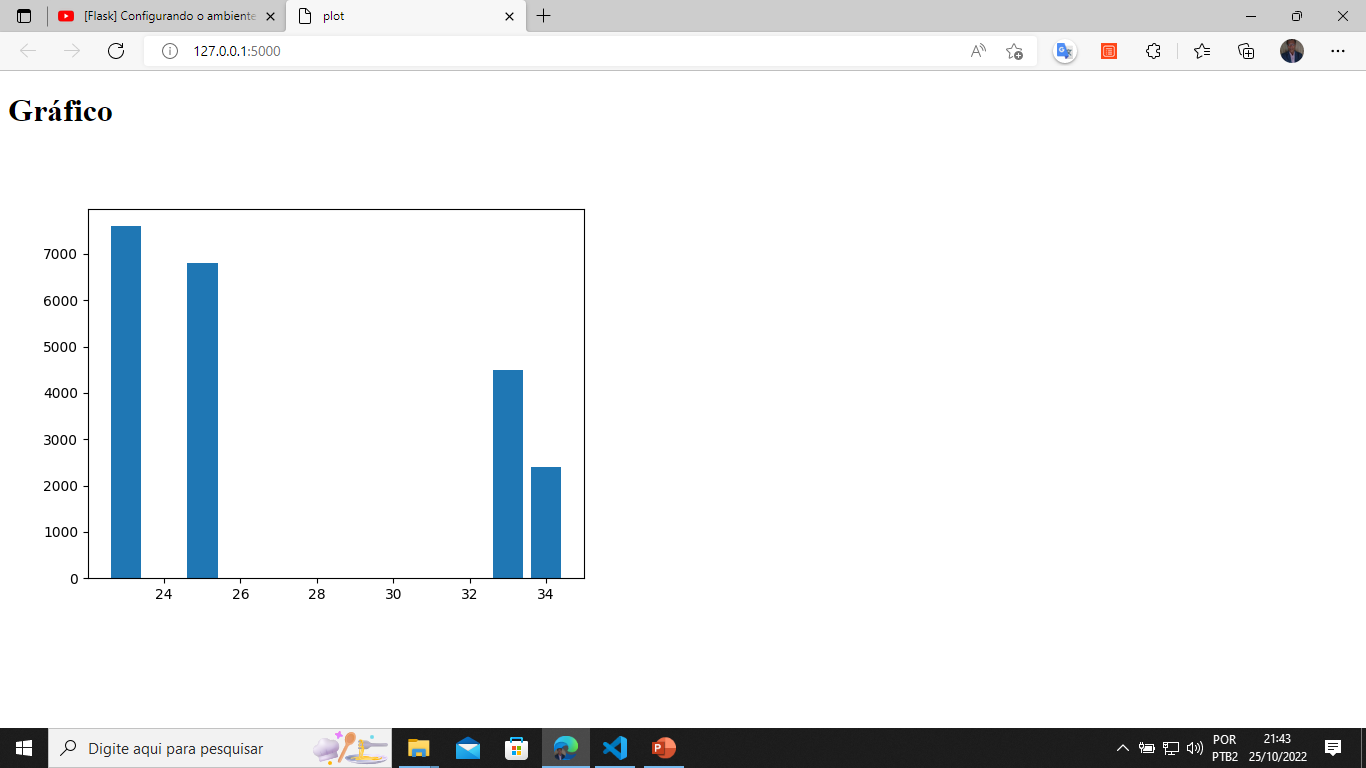 [Flask] Configurando o ambiente
plot
127.0.0.1:5000
Gráfico
7000
6000
5000
4000
3000
2000
1000
0
24 26 28 30 32 34
Digite aqui para pesquisar
POR
PTB2
21:43
25/10/2022